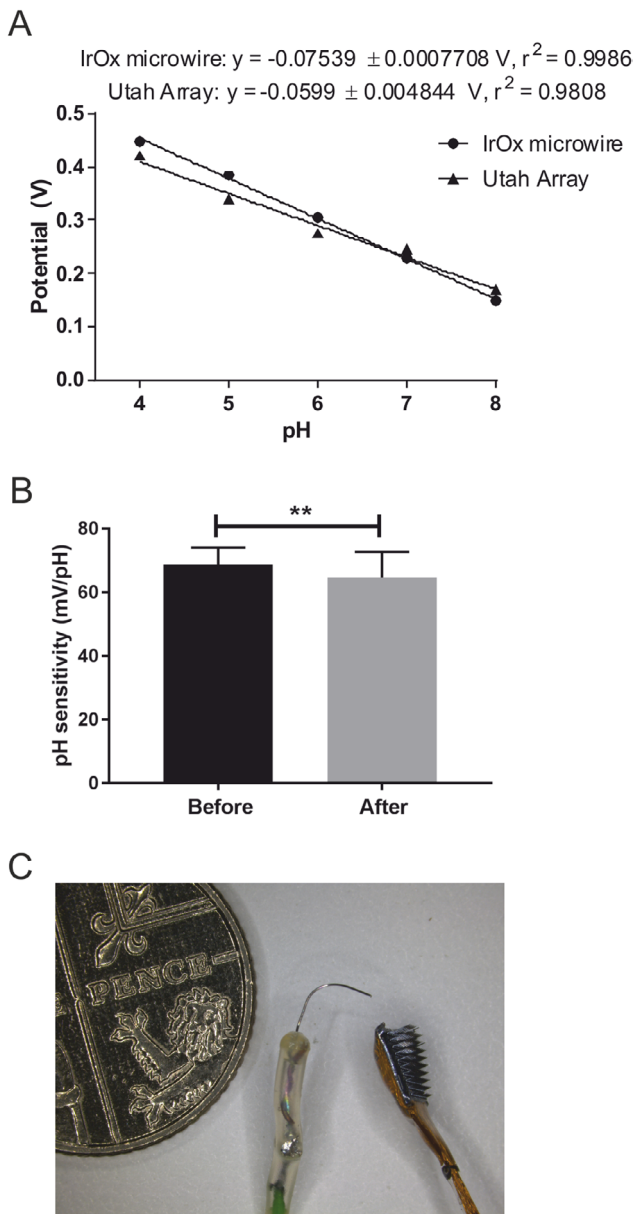 A
IrOx microwire: y = -0.07539 ± 0.0007708 V, r² = 0.9986
Utah Array: y = -0.0599 ± 0.004844 V, r² = 0.9808
0.5
0.4
0.3
0.2
0.1
0.0
Potential (V)
IrOx microwire
Utah Array
4 5 6 7 8
pH
B
**
80
60
40
20
0
pH sensitivity (mV/pH)
Before After
C
PENCE